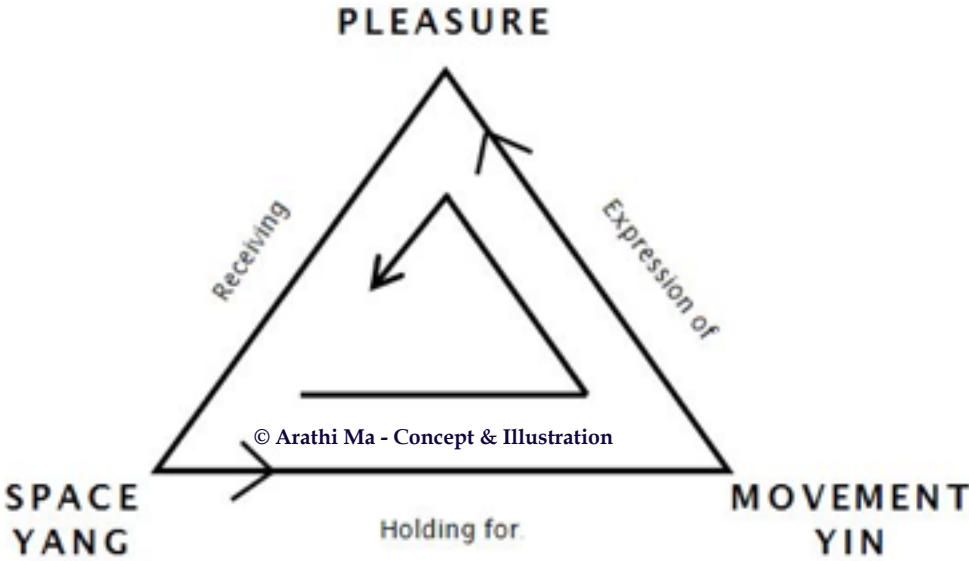 PLEASURE
Receiving
Expression of
© Arathi Ma - Concept & Illustration
SPACE
YANG
Holding for.
MOVEMENT
YIN